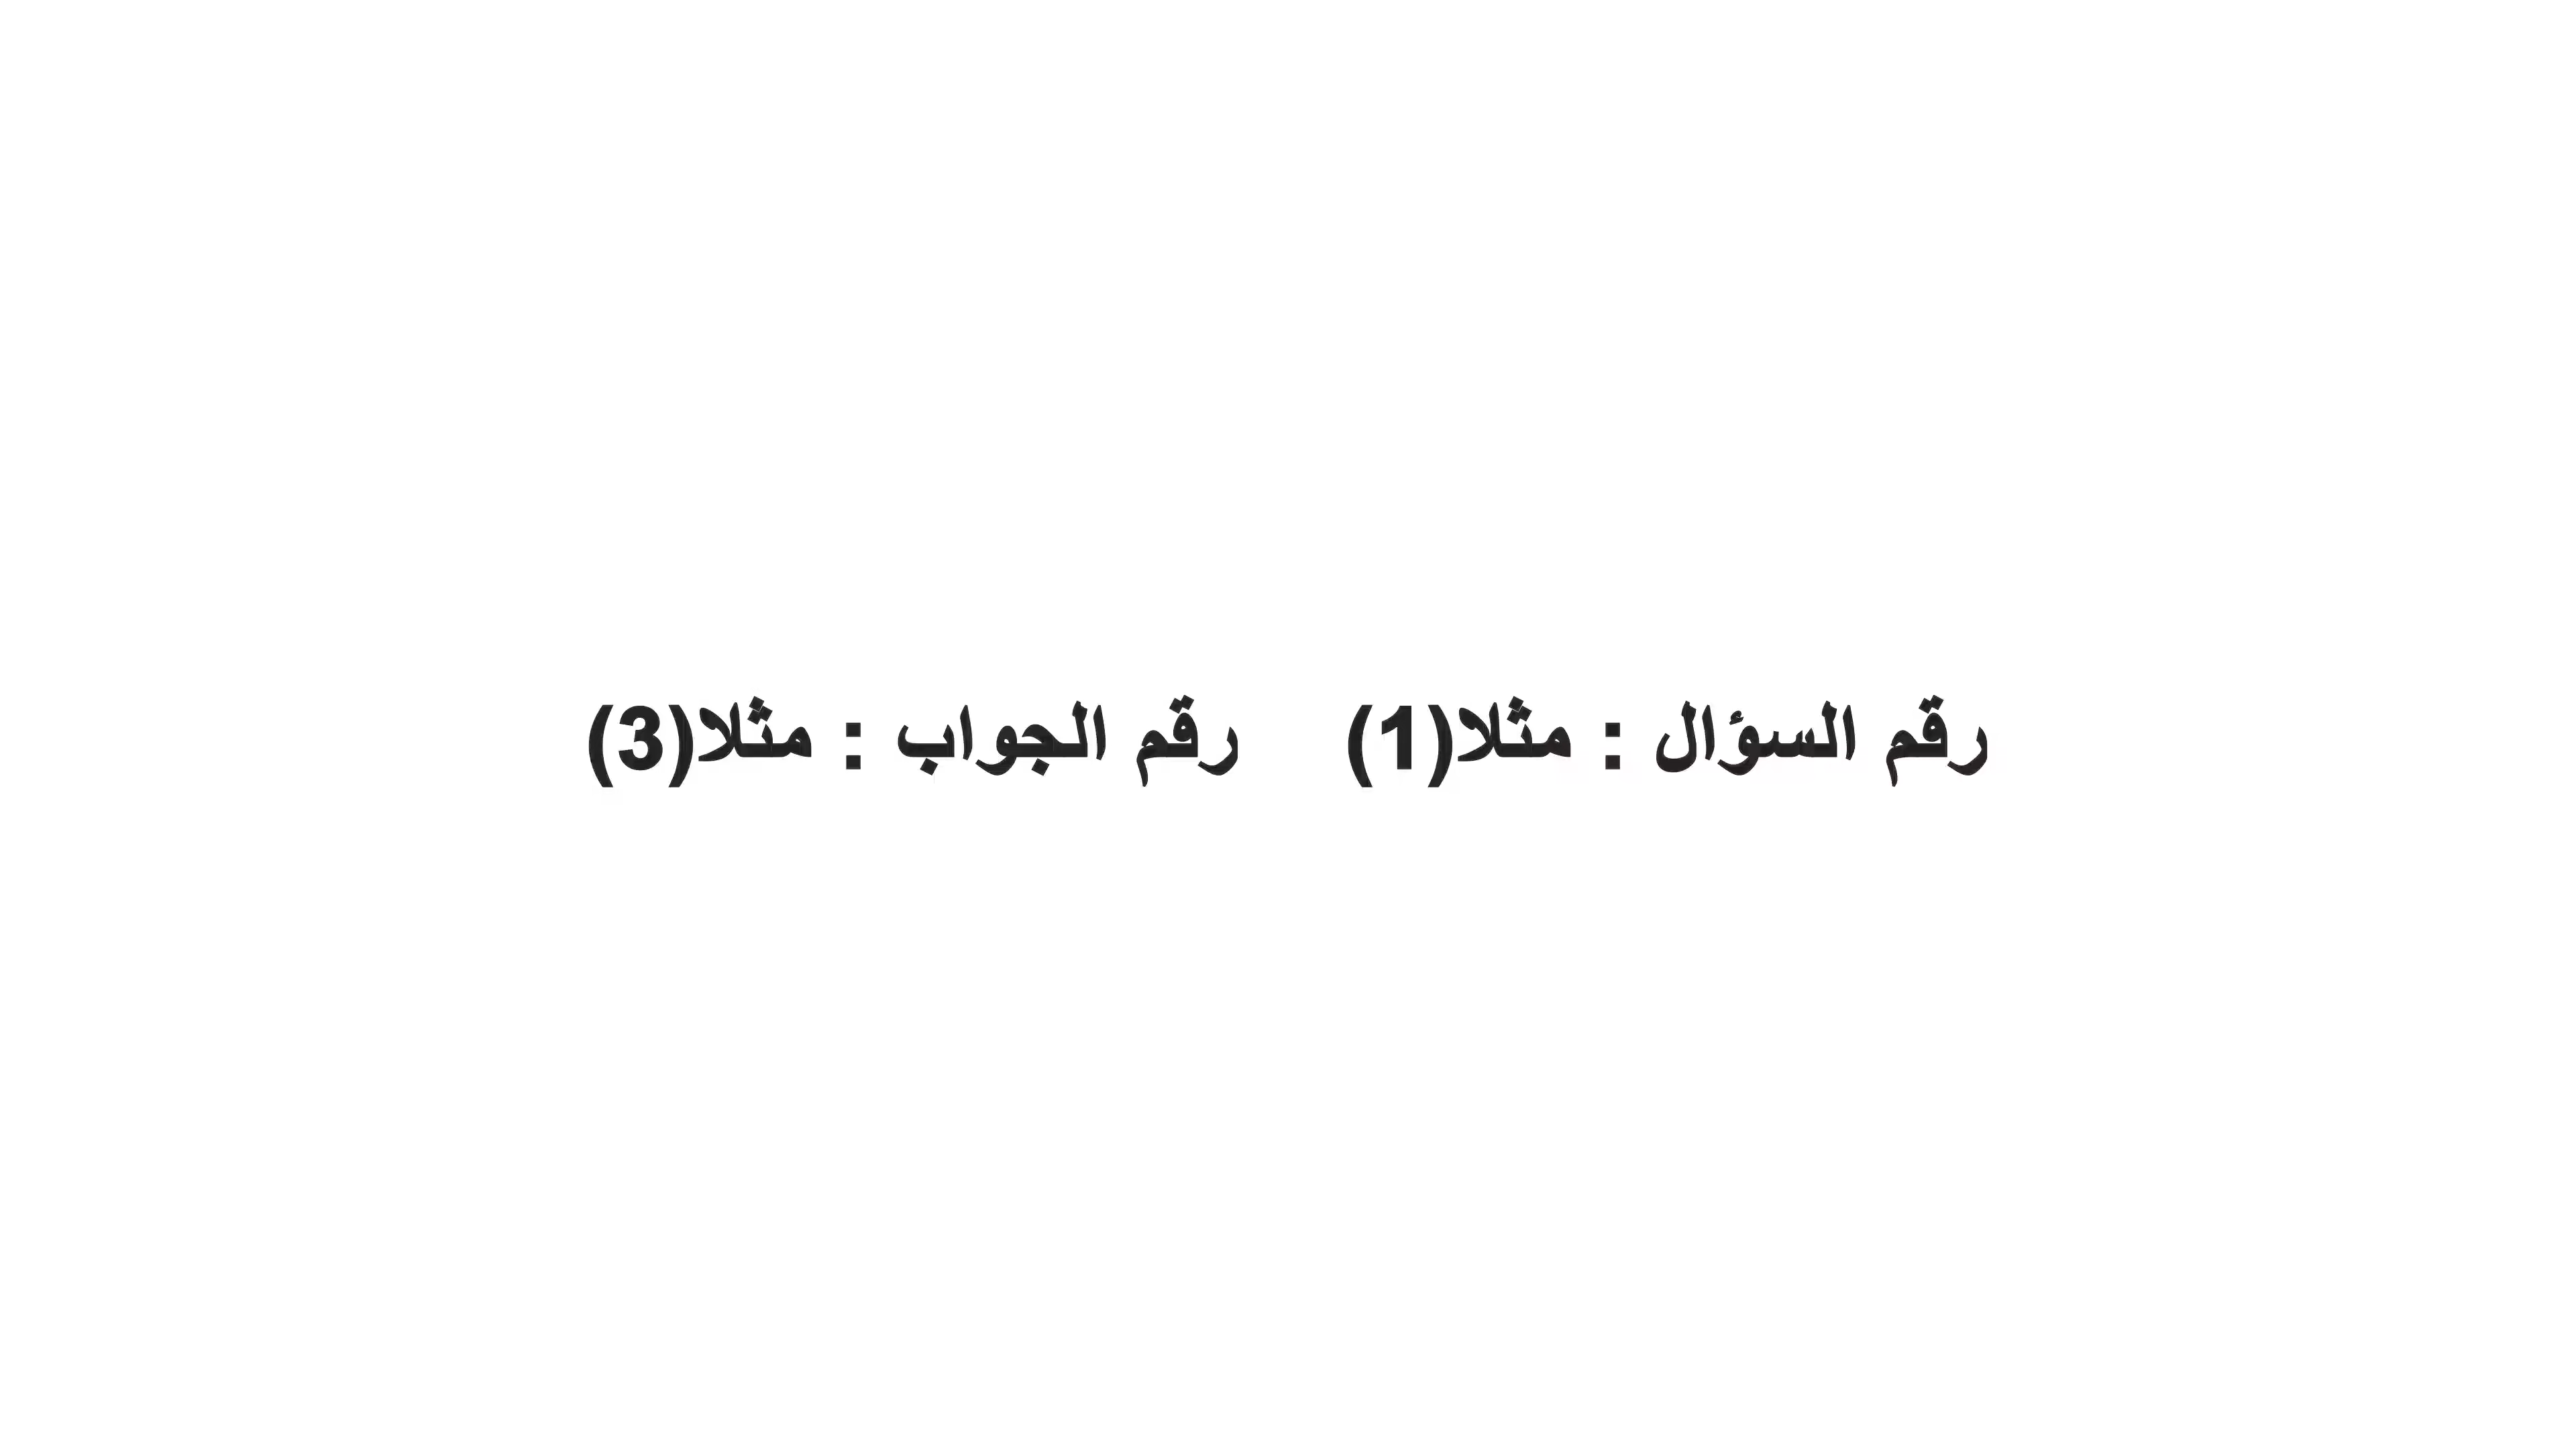 رقم السؤال : مثلا(1) رقم الجواب : مثلا(3)